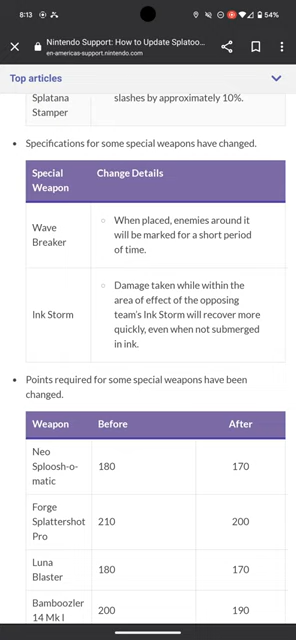 8:13
54%
Nintendo Support: How to Update Splatoo...
en-americas-support.nintendo.com
Top articles
Splatana
Stamper
slashes by approximately 10%.
Specifications for some special weapons have changed.
Special
Weapon
Change Details
Wave
Breaker
When placed, enemies around it
will be marked for a short period
of time.
Ink Storm
Damage taken while within the
area of effect of the opposing
team's Ink Storm will recover more
quickly, even when not submerged
in ink.
Points required for some special weapons have been
changed.
Weapon Before After
Neo
Sploosh-o-
matic
180 170
Forge
Splattershot
Pro
210 200
Luna
Blaster
180 170
Bamboozler
14 Mk I
200 190